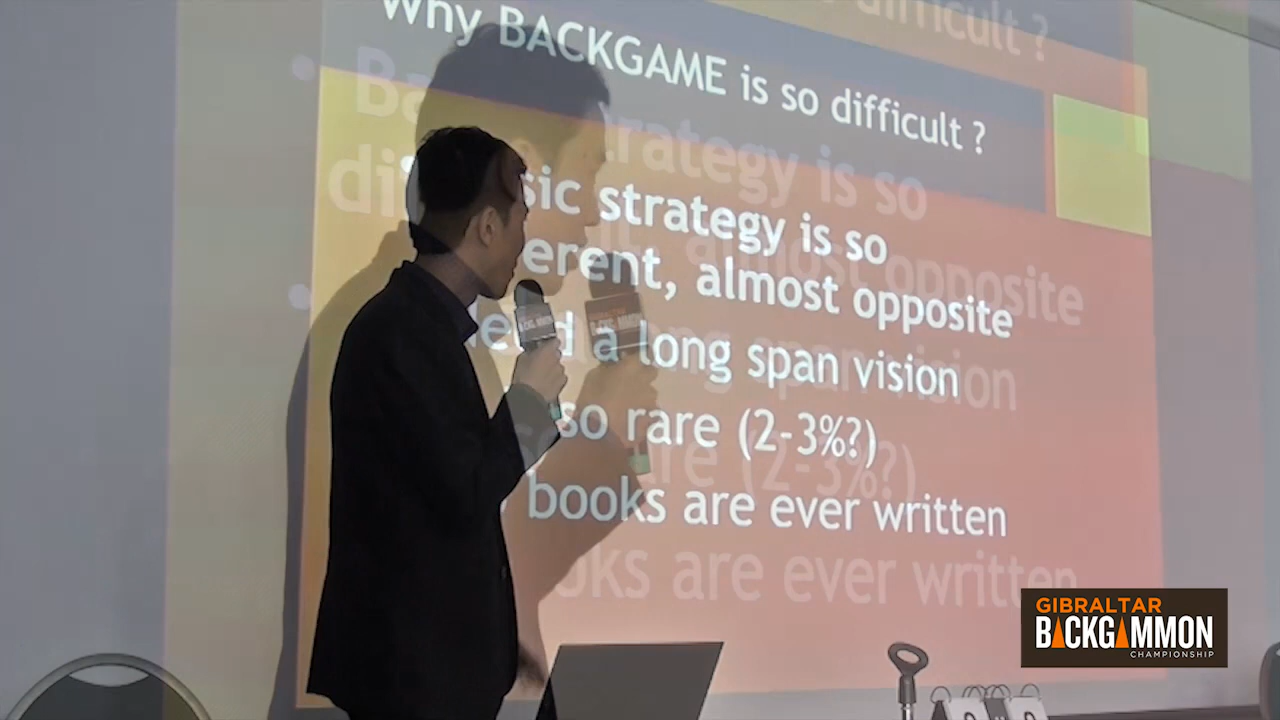 Why BACKGAME is so difficult ?
sic strategy is so
erent, almost opposite
a long span vision
so rare (2-3%?)
books are ever written
GIBRALTAR
BACKGAMMON
CHAMPIONSHIP